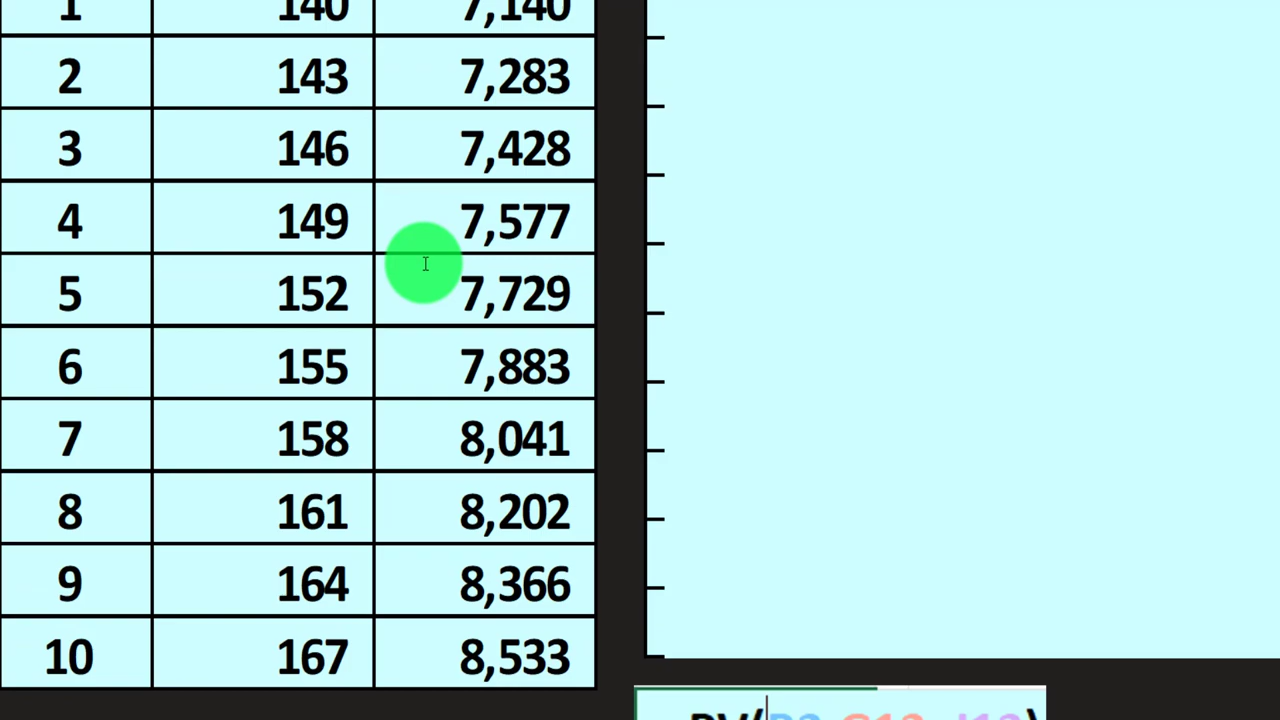 1 140 7,140
2 143 7,283
3 146 7,428
4 149 7,577
5 152 7,729
6 155 7,883
7 158 8,041
8 161 8,202
9 164 8,366
10 167 8,533